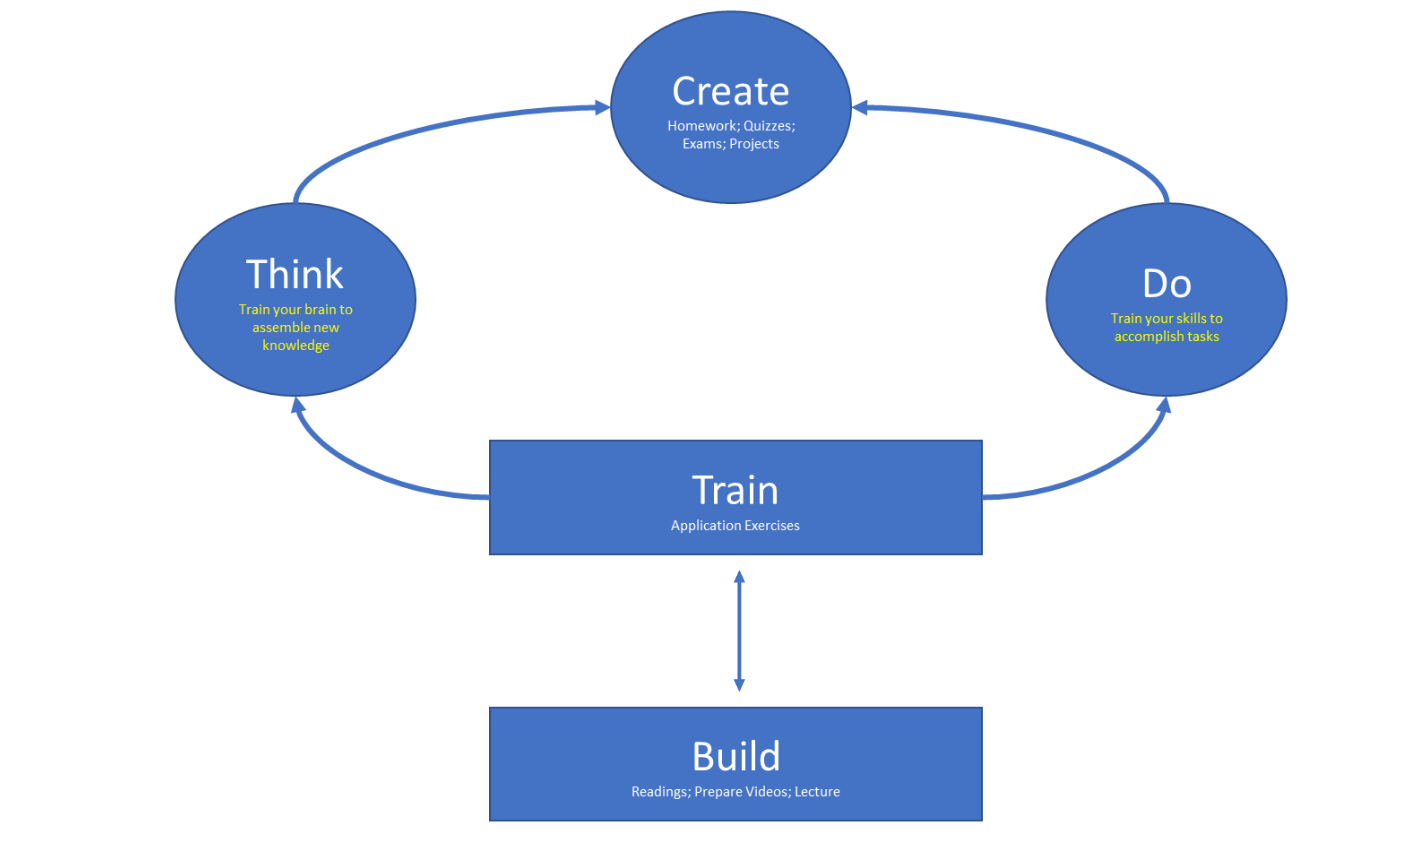 Create
Homework; Quizzes;
Exams; Projects
Think
Train your brain to
assemble new
knowledge
Do
Train your skills to
accomplish tasks
Train
Application Exercises
Build
Readings; Prepare Videos; Lecture